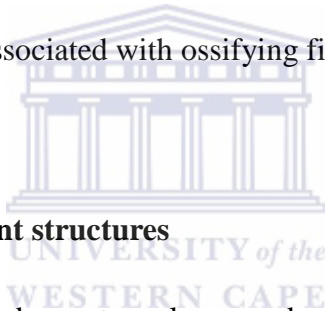 ssociated with ossifying fi
nt structures
UNIVERSITY of the
WESTERN CAPE